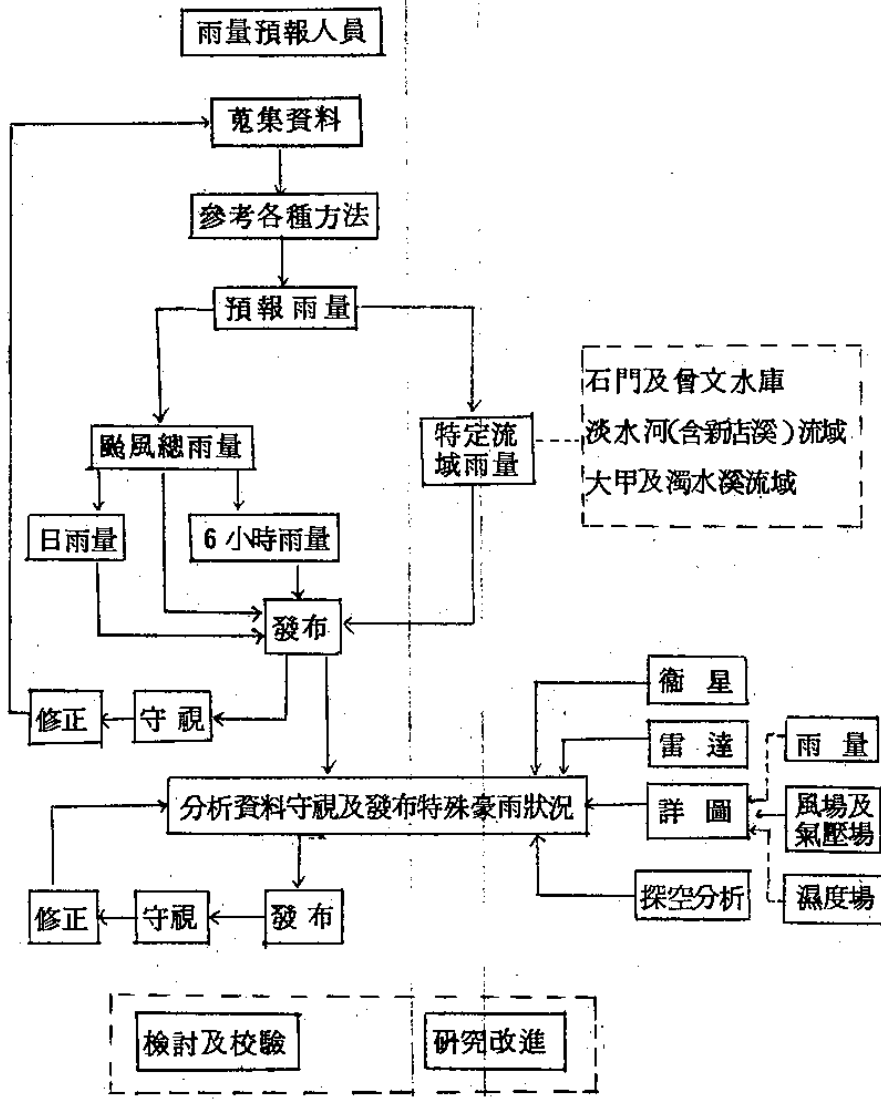 雨量預報人員
蒐集資料
參考各種方法
預報雨量
石門及曾文水庫
淡水河(含新店溪)流域
大甲及濁水溪流域
颱風總雨量
特定流
域雨量
日雨量
6小時雨量
發布
修正
守視
衞星
雷達
雨量
分析資料守視及發布特殊豪雨狀況
詳圖
風場及
氣壓場
探空分析
濕度場
修正
守視
發布
檢討及校驗
研究改進